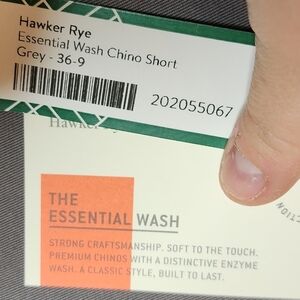 Hawker Rye
Essential Wash Chino Short
Grey - 36-9
202055067
Hawker
THE
ESSENTIAL WASH
STRONG CRAFTSMANSHIP. SOFT TO THE TOUCH.
PREMIUM CHINOS WITH A DISTINCTIVE ENZYME
WASH. A CLASSIC STYLE, BUILT TO LAST.